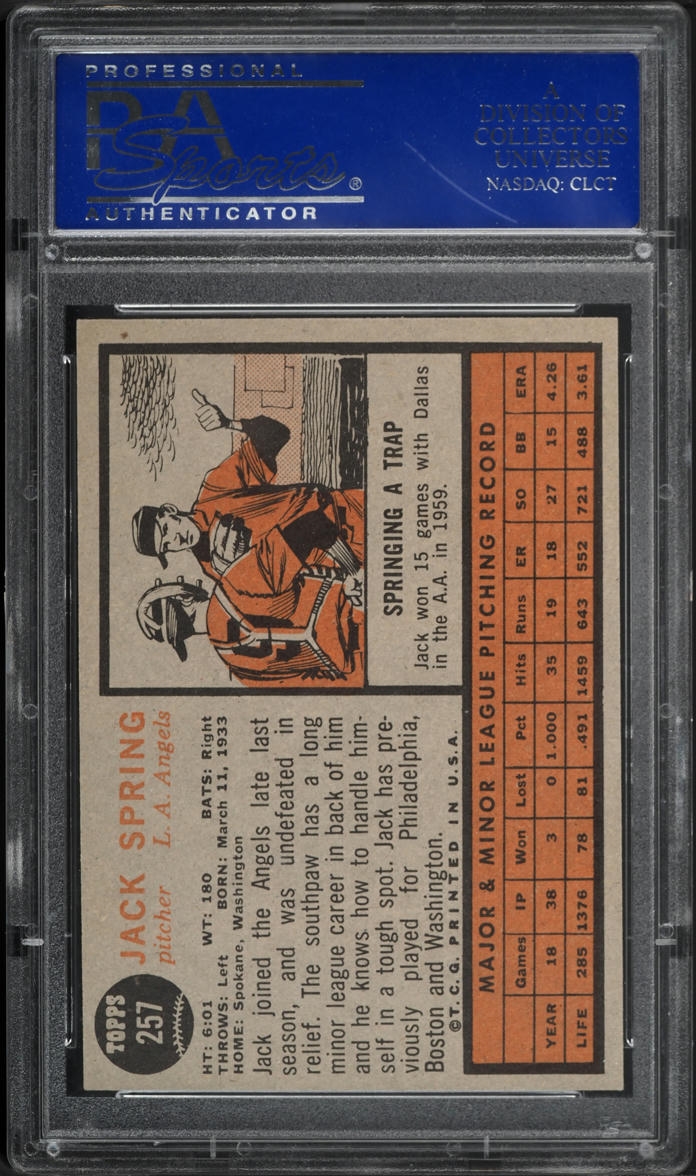 PROFESSIONAL
PSA
Sports®
AUTHENTICATOR
A
DIVISION OF
COLLECTORS
UNIVERSE
NASDAQ: CLCT
TOPPS
257
JACK SPRING
pitcher L. A. Angels
HT: 6:01 WT: 180 BATS: Right
THROWS: Left BORN: March 11, 1933
HOME: Spokane, Washington
Jack joined the Angels late last
season, and was undefeated in
relief. The southpaw has a long
minor league career in back of him
and he knows how to handle him-
self in a tough spot. Jack has pre-
viously played for Philadelphia,
Boston and Washington.
©T. C. G. PRINTED IN U. S. A.
SPRINGING A TRAP
Jack won 15 games with Dallas
in the A.A. in 1959.
MAJOR & MINOR LEAGUE PITCHING RECORD
Games IP Won Lost Pct Hits Runs ER SO BB ERA
YEAR 18 38 3 0 1.000 35 19 18 27 15 4.26
LIFE 285 1376 78 81 .491 1459 643 552 721 488 3.61